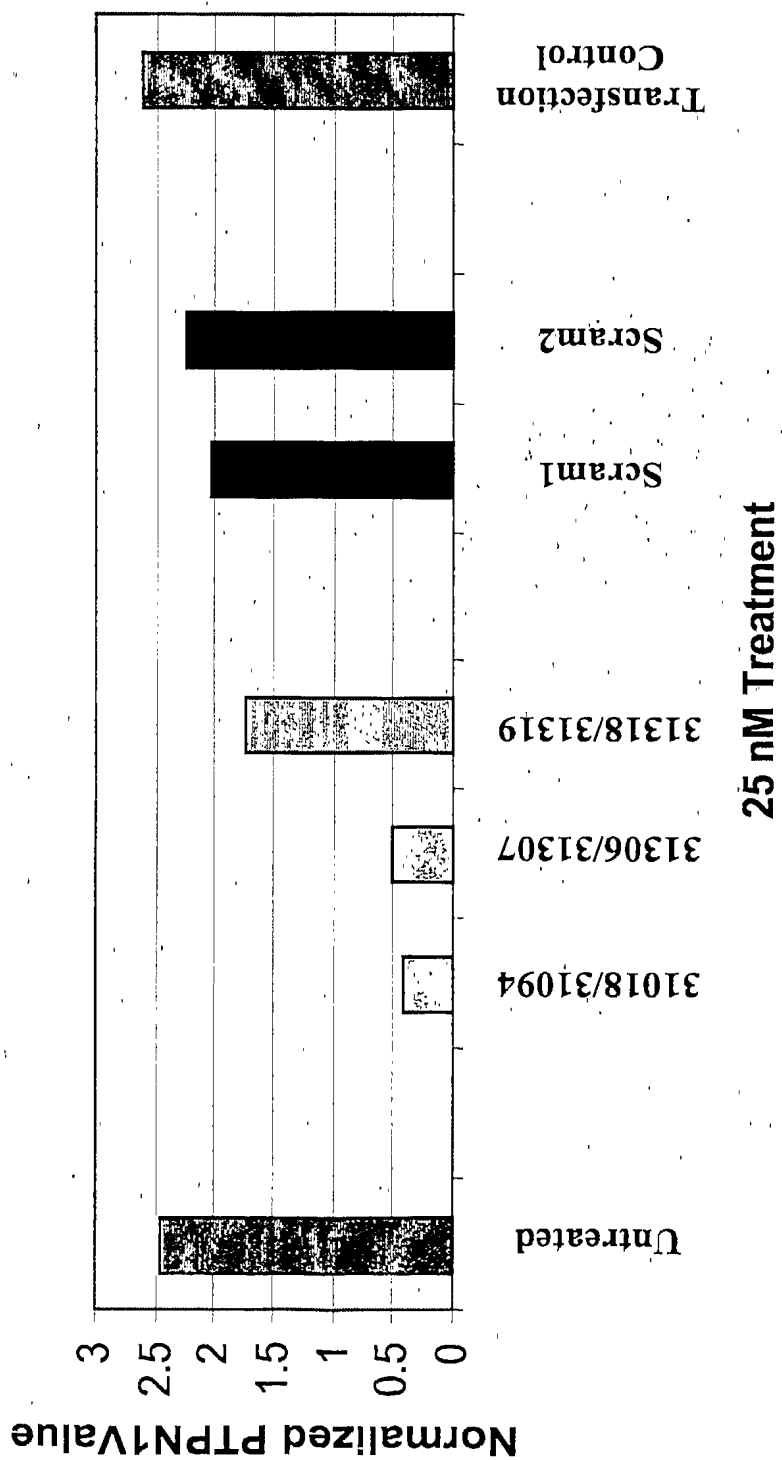 Normalized PTPN1Value
3
2.5
2
1.5
1
0.5
0
Untreated
31018/31094
31306/31307
31318/31319
Scram1
Scram2
Transfection
Control
25 nM Treatment